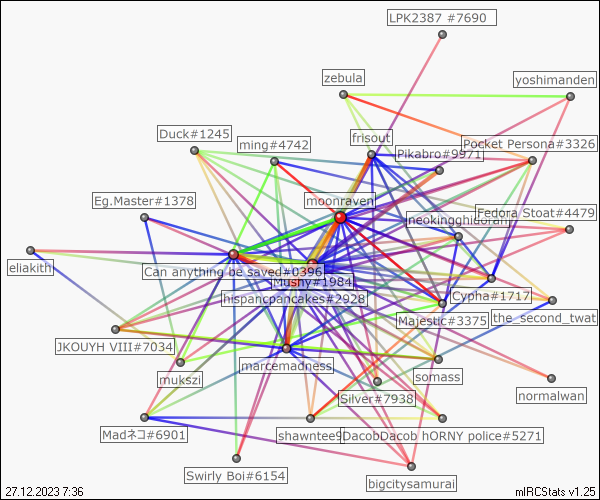 LPK2387 #7690
zebula
yoshimanden
Duck#1245
frisout
ming#4742
Pocket Persona#3326
Pikabro#9971
Eg.Master#1378
moonraven
Fedora Stoat#4479
eliakith
Can anything be saved#0396
Mushy#1984
Cypha#1717
hispancpancakes#2928
Majestic#3375
the_second_twat
JKOUYH VIII#7034
marcemadness
mukszi
somass
normalwan
Silver#7938
Madネコ#6901
shawntee9
DacobDacob
hORNY police#5271
Swirly Boi#6154
bigcitysamurai
27.12.2023 7:36
mIRCStats v1.25